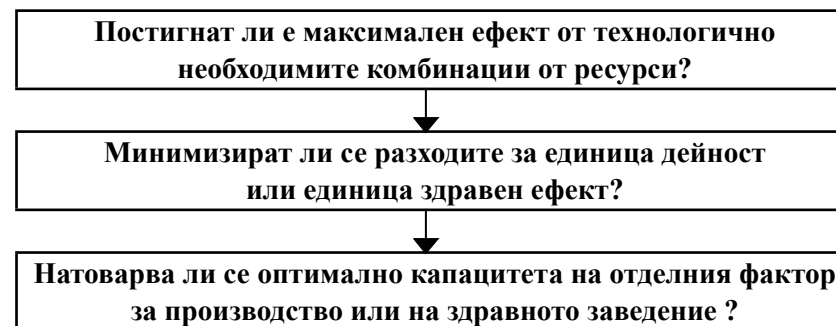 Постигнат ли е максимален ефект от технологично
необходимите комбинации от ресурси?
Минимизират ли се разходите за единица дейност
или единица здравен ефект?
Натоварва ли се оптимално капацитета на отделния фактор
за производство или на здравното заведение ?